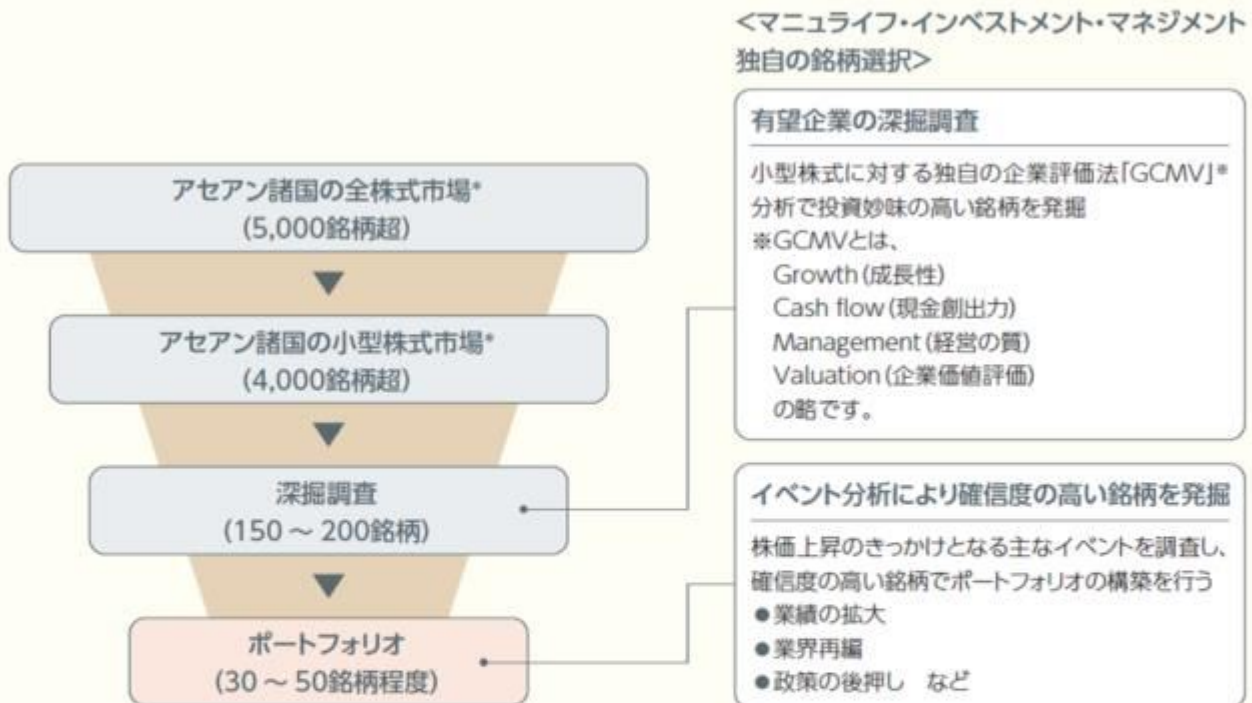 <マニュライフ・インベストメント・マネジメント
独自の銘柄選択>
アセアン諸国の全株式市場*
(5,000銘柄超)
▼
アセアン諸国の小型株式市場*
(4,000銘柄超)
▼
深掘調査
(150 ～ 200銘柄)
▼
ポートフォリオ
(30 ～ 50銘柄程度)
有望企業の深掘調査
小型株式に対する独自の企業評価法「GCMV」※
分析で投資妙味の高い銘柄を発掘
※GCMVとは、
Growth(成長性)
Cash flow(現金創出力)
Management(経営の質)
Valuation(企業価値評価)
の略です。
イベント分析により確信度の高い銘柄を発掘
株価上昇のきっかけとなる主なイベントを調査し、
確信度の高い銘柄でポートフォリオの構築を行う
●業績の拡大
●業界再編
●政策の後押し　など